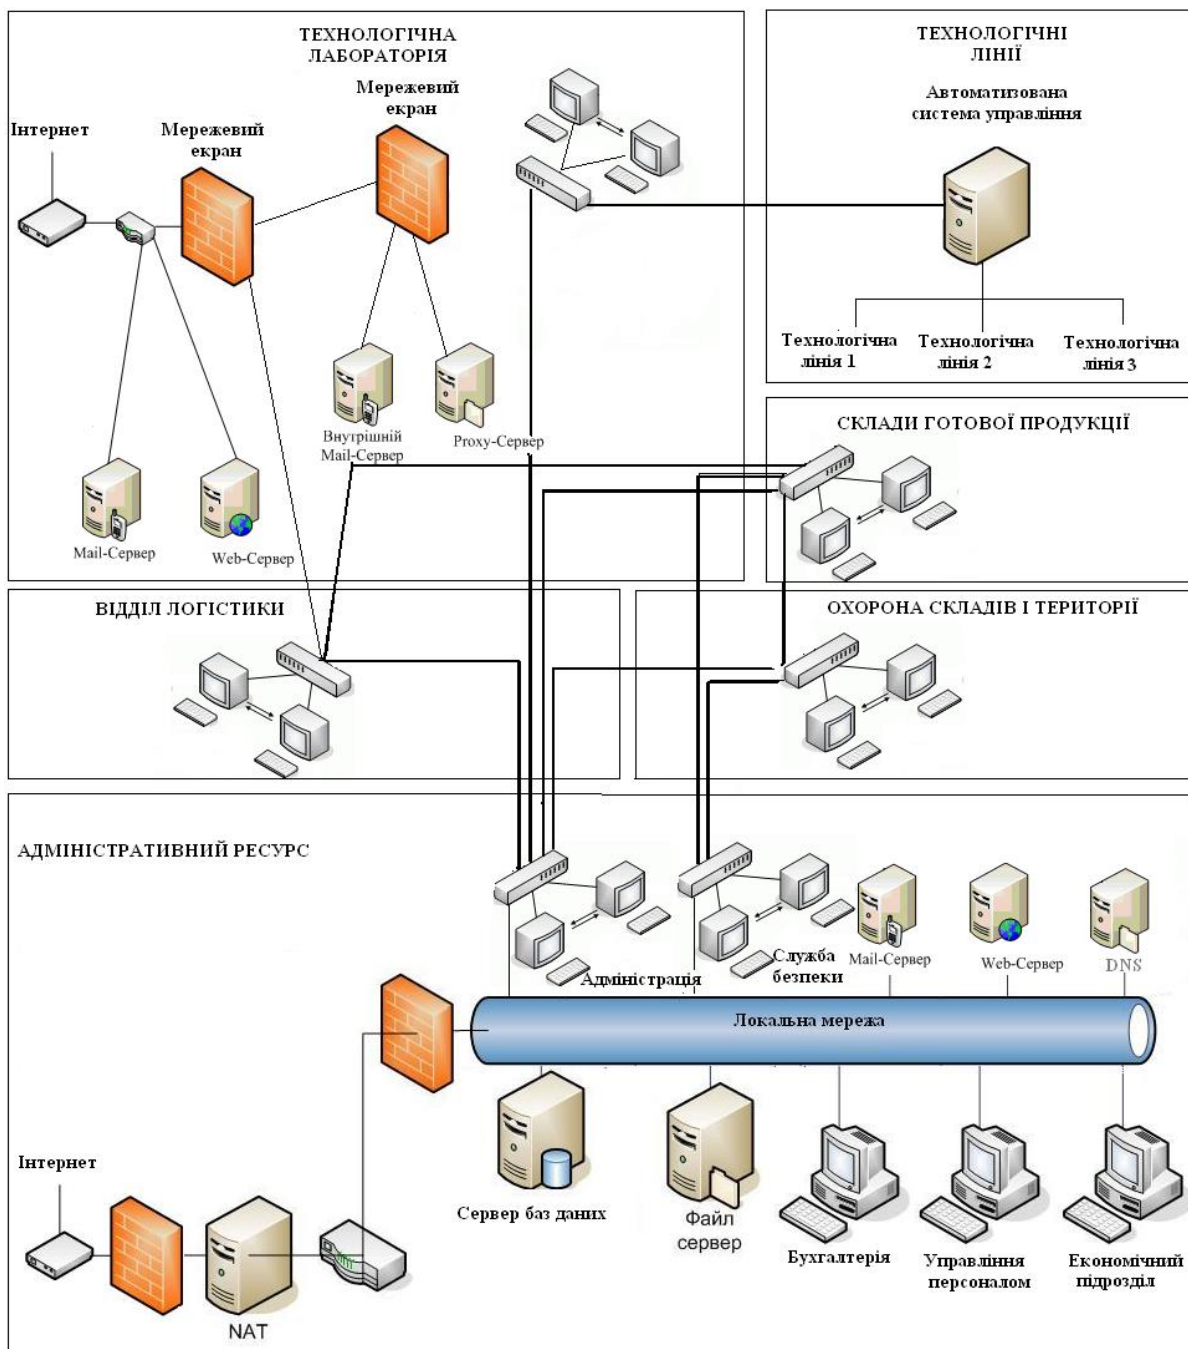 ТЕХНОЛОГІЧНА
ЛАБОРАТОРІЯ
Мережевий
екран
Інтернет
Мережевий
екран
Внутрішній
Mail-Сервер
Proxy-Сервер
Mail-Сервер
Web-Сервер
ТЕХНОЛОГІЧНІ
ЛІНІЇ
Автоматизована
система управління
Технологічна
лінія 1
Технологічна
лінія 2
Технологічна
лінія 3
СКЛАДИ ГОТОВОЇ ПРОДУКЦІЇ
ВІДДІЛ ЛОГІСТИКИ
ОХОРОНА СКЛАДІВ І ТЕРИТОРІЇ
АДМІНІСТРАТИВНИЙ РЕСУРС
Адміністрація
Служба
безпеки
Mail-Сервер
Web-Сервер
DNS
Локальна мережа
Інтернет
NAT
Сервер баз даних
Файл
сервер
Бухгалтерія
Управління
персоналом
Економічний
підрозділ